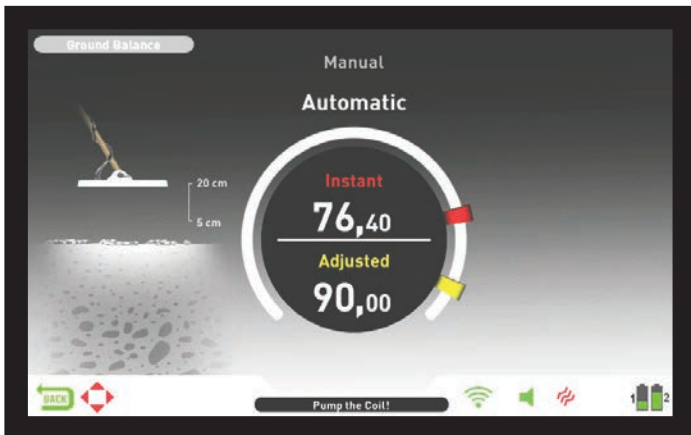 Ground Balance
Manual
Automatic
20 cm
5 cm
Instant
76,40
Adjusted
90,00
BACK
Pump the Coil!
1 2